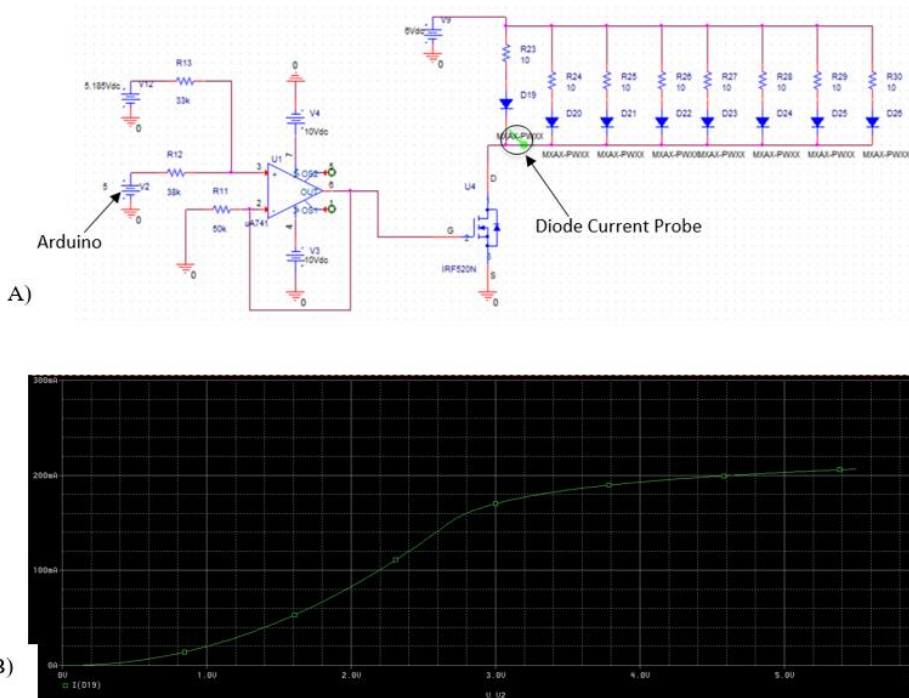 V9
6Vdc
0
R23
10
R24
10
R25
10
R26
10
R27
10
R28
10
R29
10
R30
10
D19
D20
D21
D22
D23
D24
D25
D26
MXAX-PWXX
MXAX-PWXX
MXAX-PWXX
MXAX-PWXX
MXAX-PWXX
MXAX-PWXX
MXAX-PWXX
MXAX-PWXX
R13
33k
5.185Vdc
V12
0
0
V4
10Vdc
R12
38k
5
V2
0
Arduino
R11
50k
0
U1
3
+
7
OS2
5
OUT
6
2
-
OS1
1
4
uA741
V3
10Vdc
0
U4
D
G
2
S
IRF520N
0
Diode Current Probe
A)
300mA
200mA
100mA
0A
0V
1.0V
2.0V
3.0V
4.0V
5.0V
I(D19)
V_V2
B)